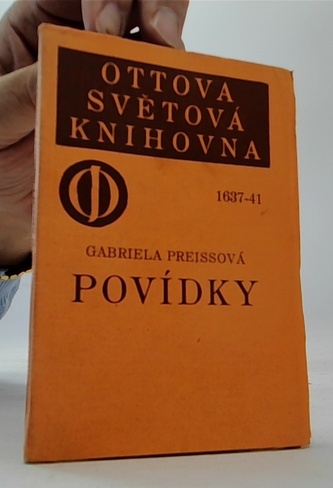 OTTOVA
SVĚTOVÁ
KNIHOVNA
1637-41
GABRIELA PREISSOVÁ
POVÍDKY